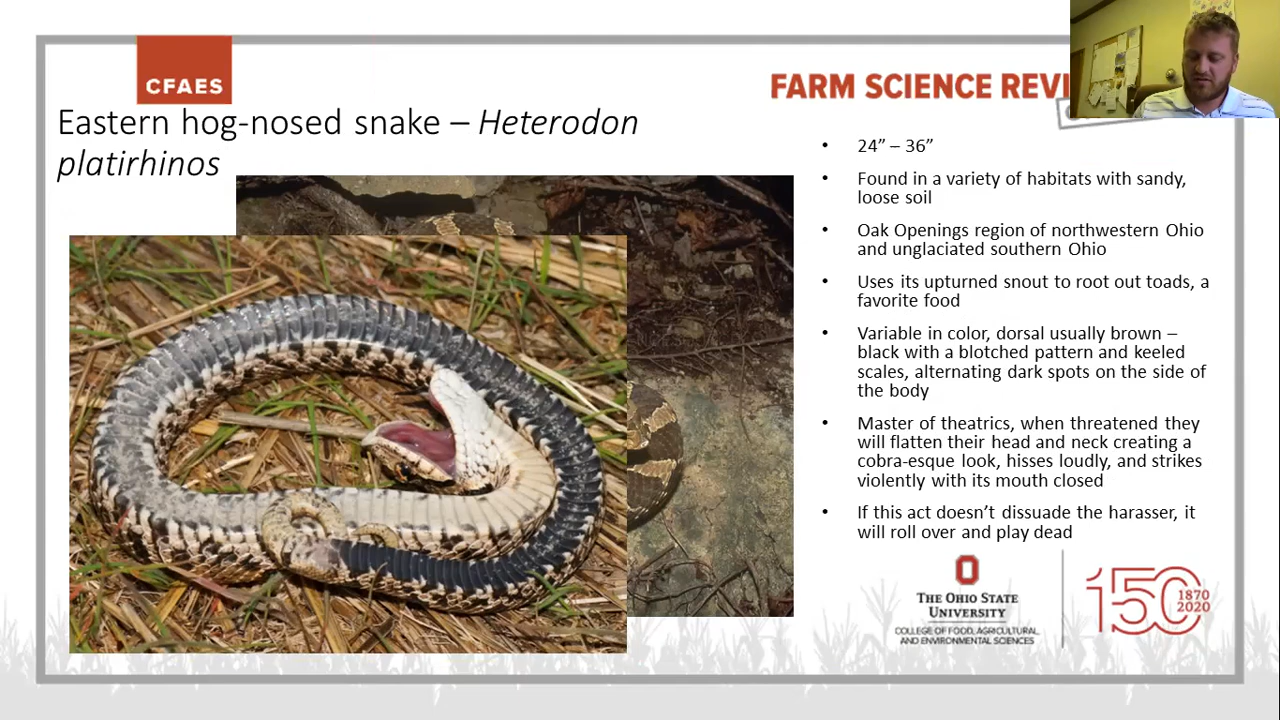 CFAES
FARM SCIENCE REVI
Eastern hog-nosed snake – Heterodon
platirhinos
• 24” – 36”
• Found in a variety of habitats with sandy,
loose soil
• Oak Openings region of northwestern Ohio
and unglaciated southern Ohio
• Uses its upturned snout to root out toads, a
favorite food
• Variable in color, dorsal usually brown –
black with a blotched pattern and keeled
scales, alternating dark spots on the side of
the body
• Master of theatrics, when threatened they
will flatten their head and neck creating a
cobra-esque look, hisses loudly, and strikes
violently with its mouth closed
• If this act doesn’t dissuade the harasser, it
will roll over and play dead
THE OHIO STATE
UNIVERSITY
COLLEGE OF FOOD, AGRICULTURAL,
AND ENVIRONMENTAL SCIENCES
150
1870
2020